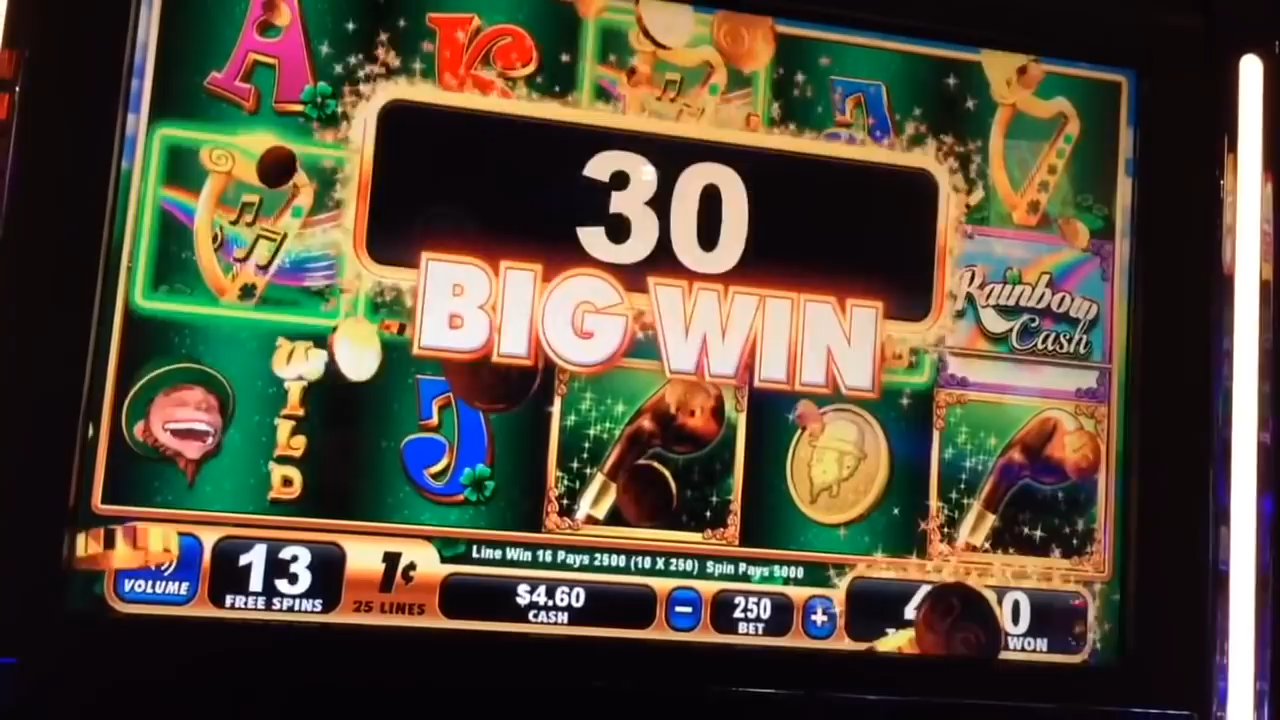 A
K
30
BIG WIN
Rainbow
Cash
WILD
J
Line Win 16 Pays 2500 (10 X 250) Spin Pays 5000
VOLUME
13
FREE SPINS
1¢
25 LINES
$4.60
CASH
-
250
BET
+
WON